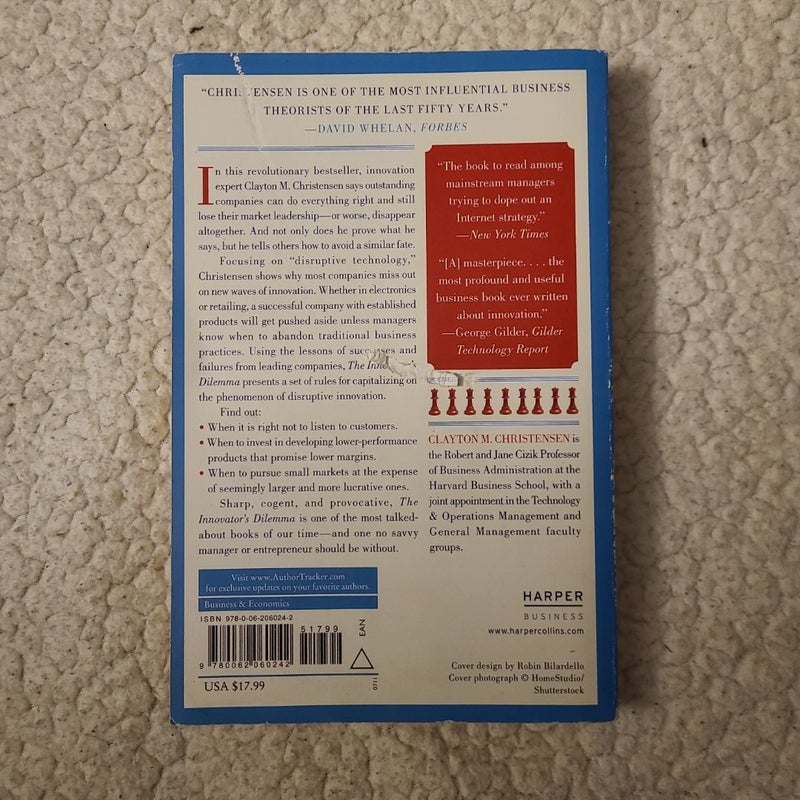 “CHRI TENSEN IS ONE OF THE MOST INFLUENTIAL BUSINESS
THEORISTS OF THE LAST FIFTY YEARS.”
—DAVID WHELAN, FORBES
In this revolutionary bestseller, innovation
expert Clayton M. Christensen says outstanding
companies can do everything right and still
lose their market leadership—or worse, disappear
altogether. And not only does he prove what he
says, but he tells others how to avoid a similar fate.
Focusing on “disruptive technology,”
Christensen shows why most companies miss out
on new waves of innovation. Whether in electronics
or retailing, a successful company with established
products will get pushed aside unless managers
know when to abandon traditional business
practices. Using the lessons of successes and
failures from leading companies, The
Dilemma presents a set of rules for capitalizing on
the phenomenon of disruptive innovation.
Find out:
• When it is right not to listen to customers.
• When to invest in developing lower-performance
products that promise lower margins.
• When to pursue small markets at the expense
of seemingly larger and more lucrative ones.
Sharp, cogent, and provocative, The
Innovator’s Dilemma is one of the most talked-
about books of our time—and one no savvy
manager or entrepreneur should be without.
“The book to read among
mainstream managers
trying to dope out an
Internet strategy.”
—New York Times
“[A] masterpiece. . . . the
most profound and useful
business book ever written
about innovation.”
—George Gilder, Gilder
Technology Report
CLAYTON M. CHRISTENSEN is
the Robert and Jane Cizik Professor
of Business Administration at the
Harvard Business School, with a
joint appointment in the Technology
& Operations Management and
General Management faculty
groups.
Visit www.AuthorTracker.com
for exclusive updates on your favorite authors.
Business & Economics
ISBN 978-0-06-206024-2
51799
EAN
9 780062 060242
USA $17.99
0711
HARPER
BUSINESS
www.harpercollins.com
Cover design by Robin Bilardello
Cover photograph © HomeStudio/
Shutterstock